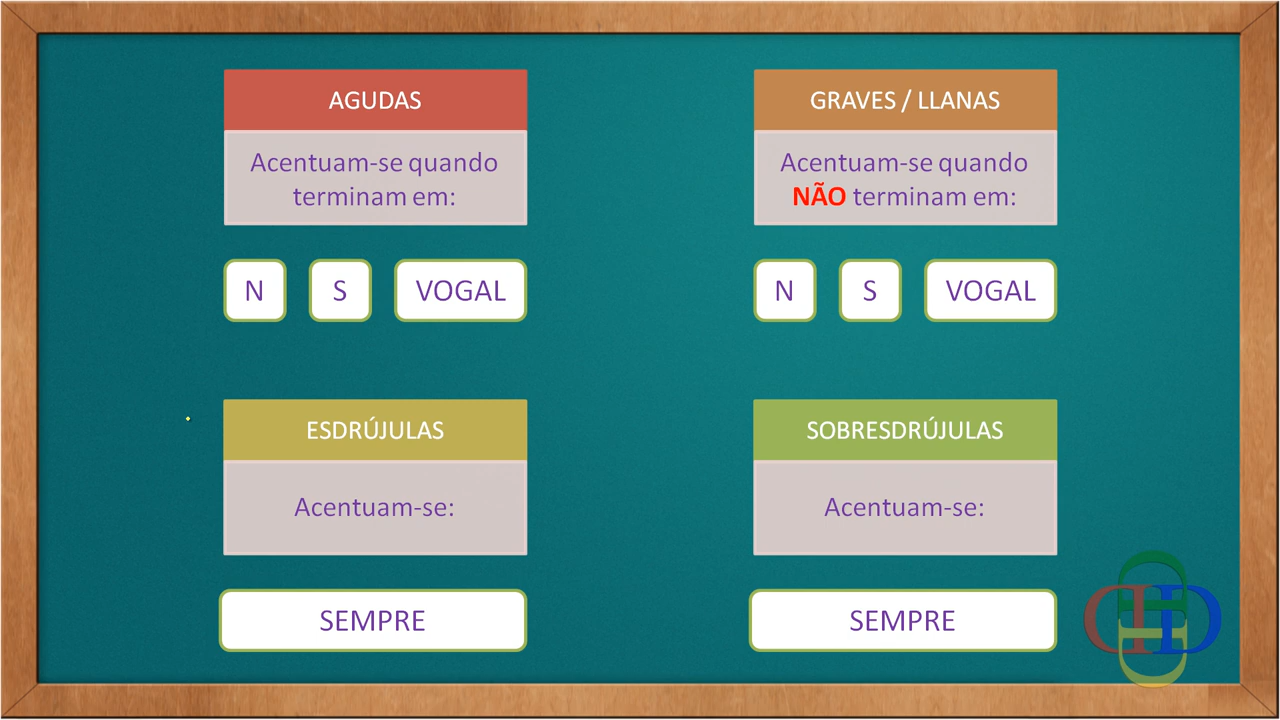 AGUDAS
Acentuam-se quando
terminam em:
N S VOGAL
GRAVES / LLANAS
Acentuam-se quando
NÃO terminam em:
N S VOGAL
ESDRÚJULAS
Acentuam-se:
SEMPRE
SOBRESDRÚJULAS
Acentuam-se:
SEMPRE